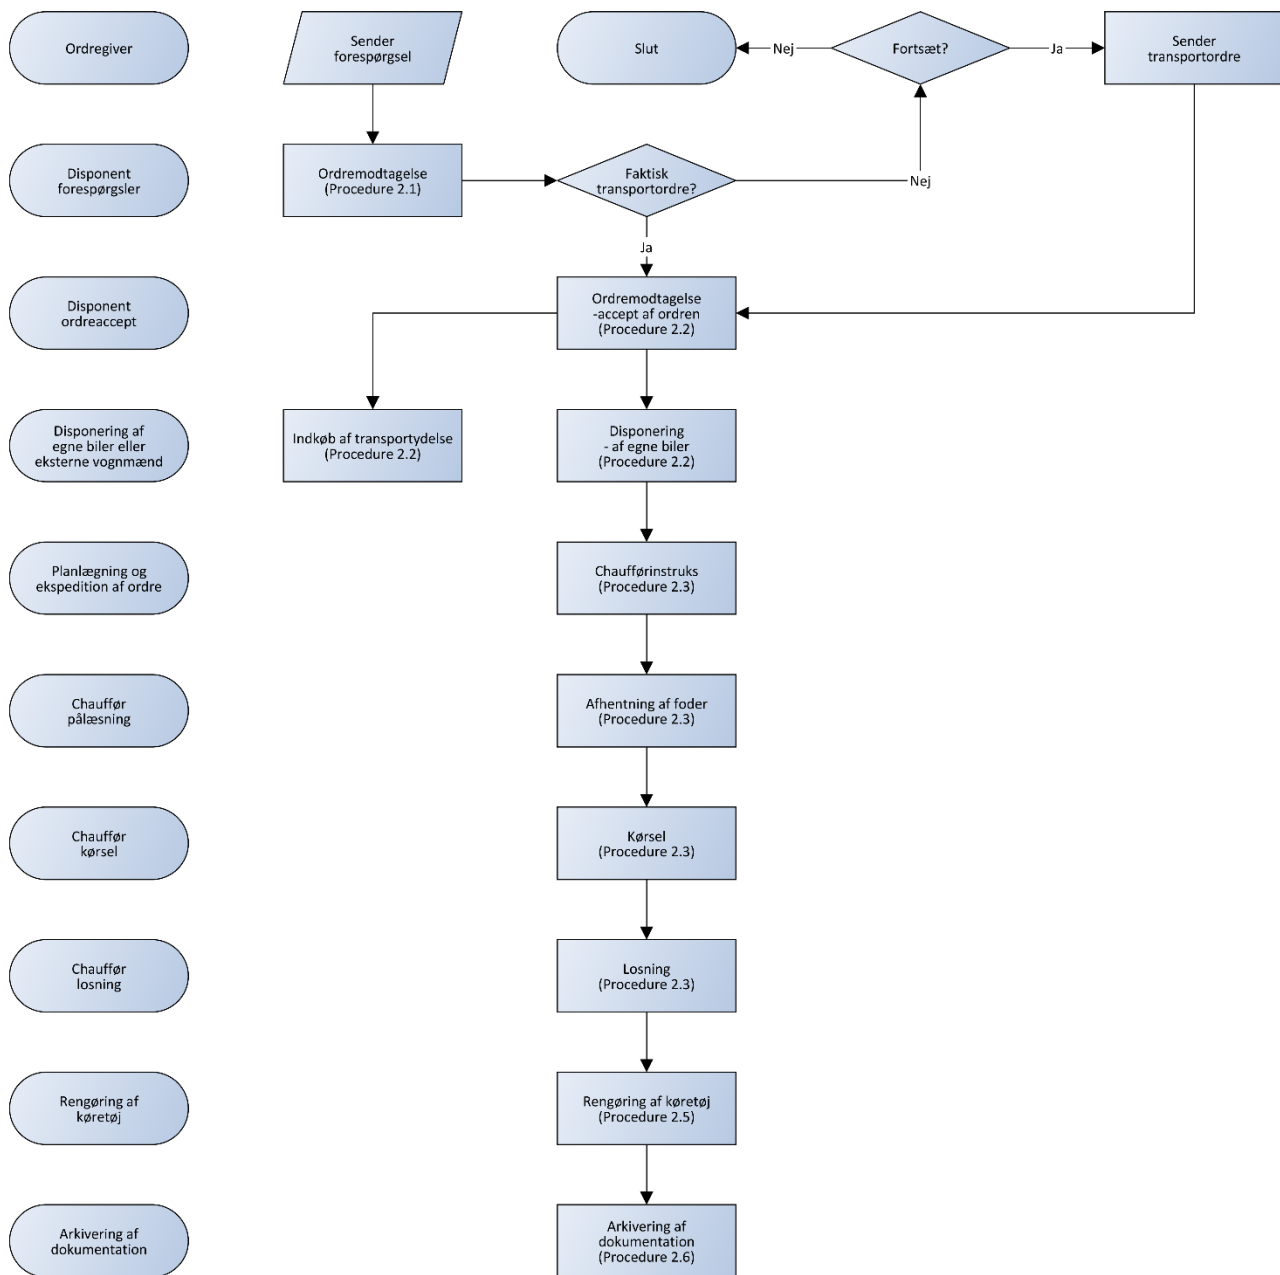 Ordregiver
Sender
forespørgsel
Slut
Nej
Fortsæt?
Ja
Sender
transportordre
Disponent
forespørgsler
Ordremodtagelse
(Procedure 2.1)
Faktisk
transportordre?
Nej
Ja
Disponent
ordreaccept
Ordremodtagelse
-accept af ordren
(Procedure 2.2)
Disponering af
egne biler eller
eksterne vognmænd
Indkøb af transportydelse
(Procedure 2.2)
Disponering
- af egne biler
(Procedure 2.2)
Planlægning og
ekspedition af ordre
Chaufførinstruks
(Procedure 2.3)
Chauffør
pålæsning
Afhentning af foder
(Procedure 2.3)
Chauffør
kørsel
Kørsel
(Procedure 2.3)
Chauffør
losning
Losning
(Procedure 2.3)
Rengøring af
køretøj
Rengøring af køretøj
(Procedure 2.5)
Arkivering af
dokumentation
Arkivering af
dokumentation
(Procedure 2.6)